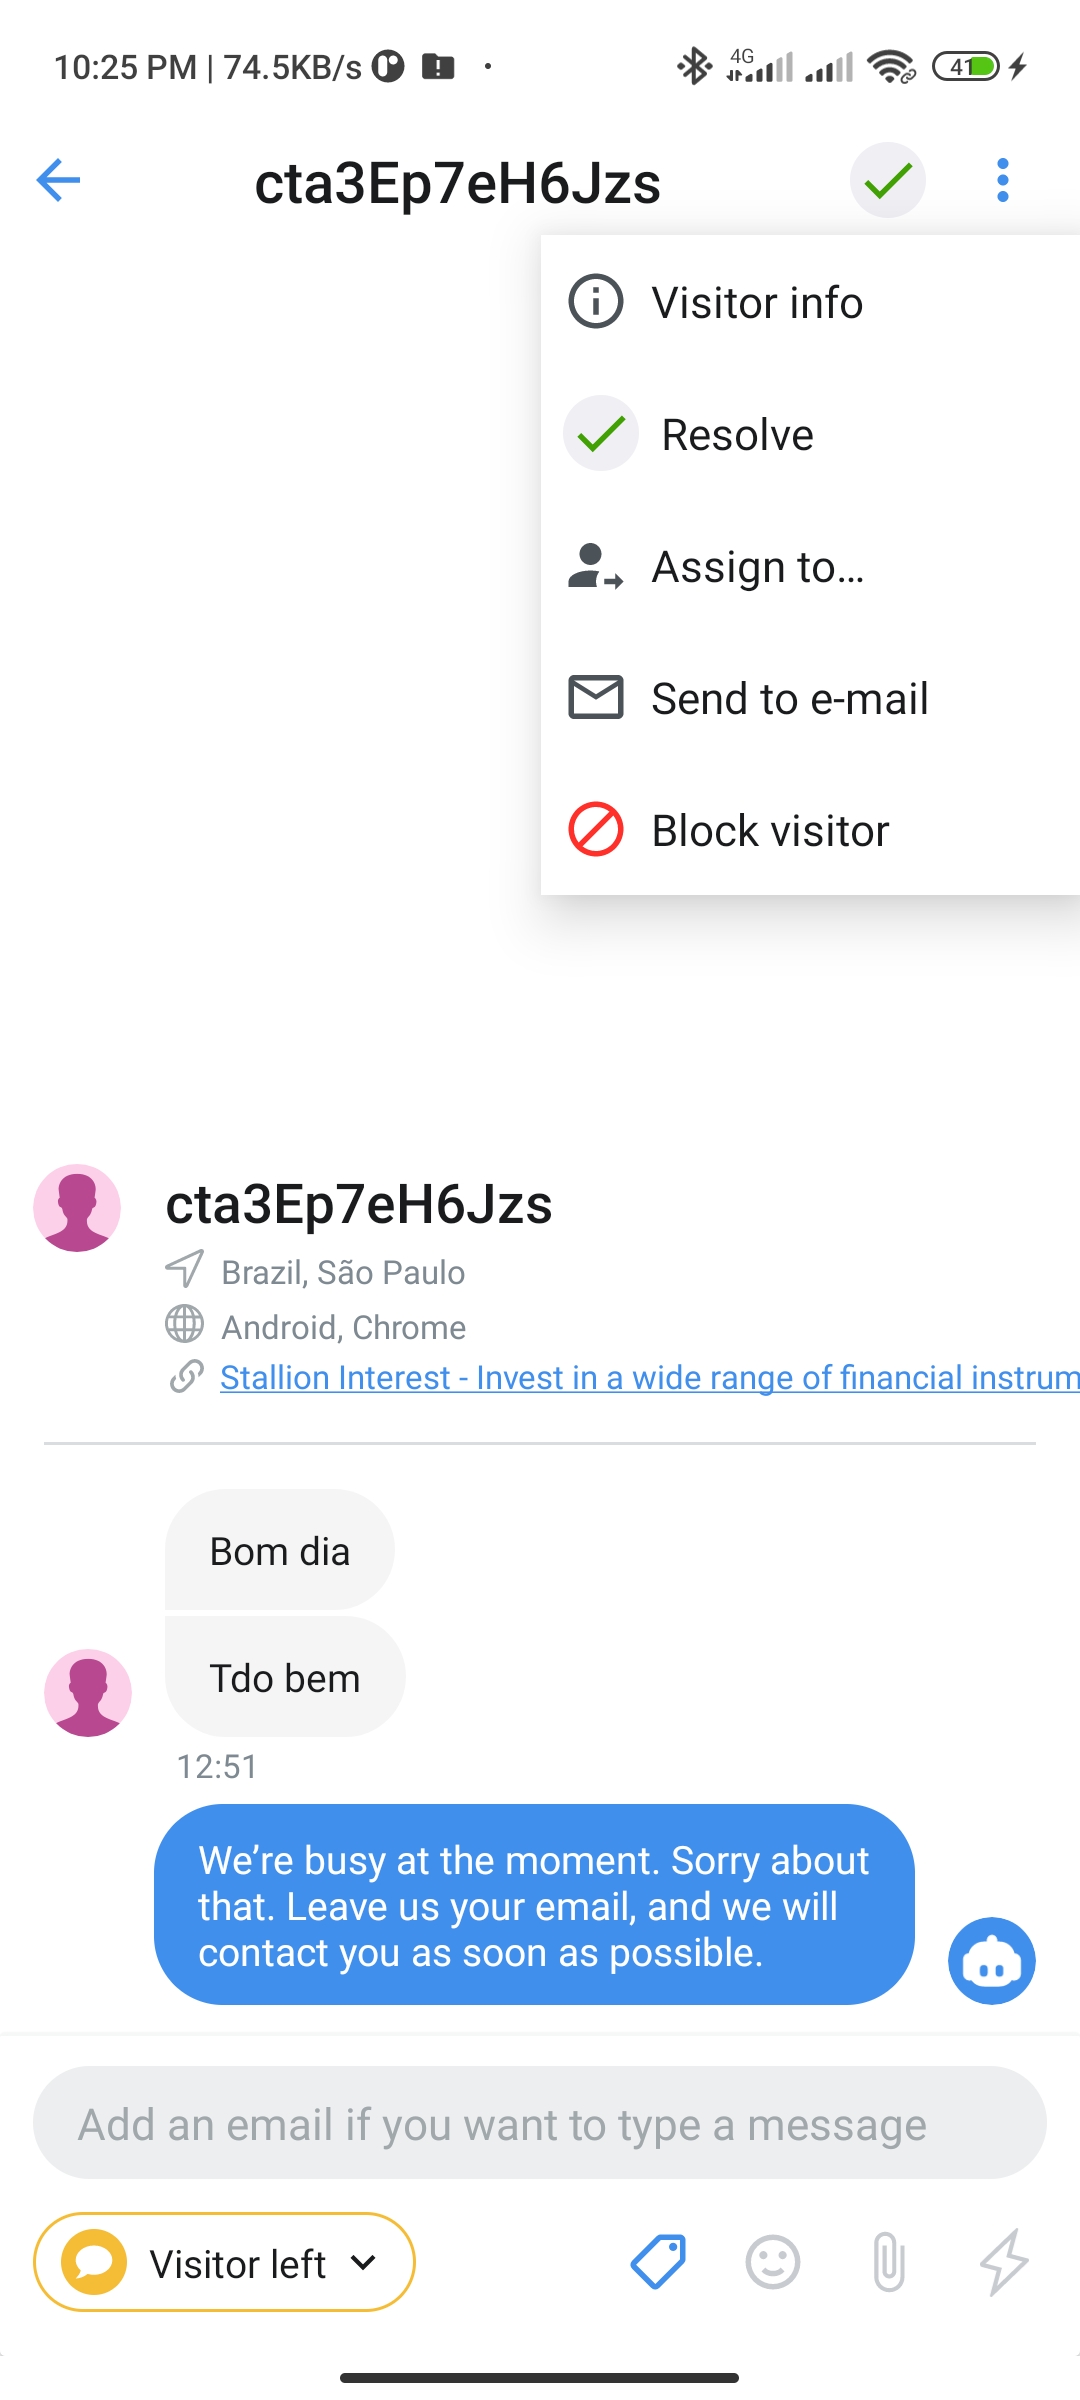 10:25 PM | 74.5KB/s
4G
41
cta3Ep7eH6Jzs
Visitor info
Resolve
Assign to...
Send to e-mail
Block visitor
cta3Ep7eH6Jzs
Brazil, São Paulo
Android, Chrome
Stallion Interest - Invest in a wide range of financial instrum
Bom dia
Tdo bem
12:51
We’re busy at the moment. Sorry about
that. Leave us your email, and we will
contact you as soon as possible.
Add an email if you want to type a message
Visitor left